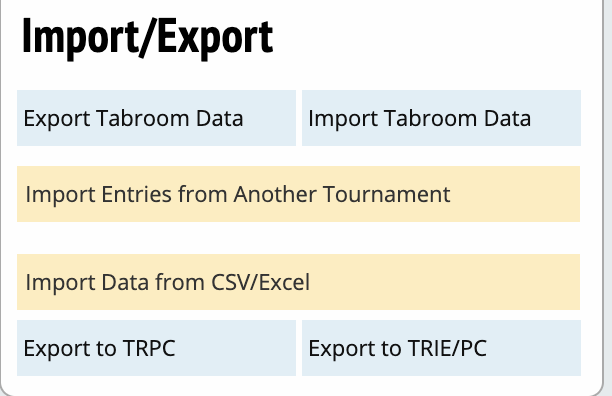 Import/Export
Export Tabroom Data
Import Tabroom Data
Import Entries from Another Tournament
Import Data from CSV/Excel
Export to TRPC
Export to TRIE/PC